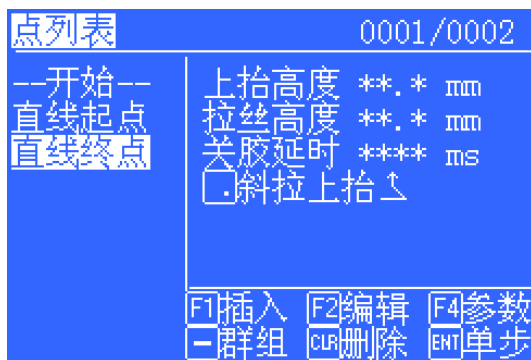 点列表 0001/0002
--开始--
直线起点
直线终点
上抬高度 **.* mm
拉丝高度 **.* mm
关胶延时 **** ms
斜拉上抬
F1插入 F2编辑 F4参数
-群组 CLR删除 ENT单步